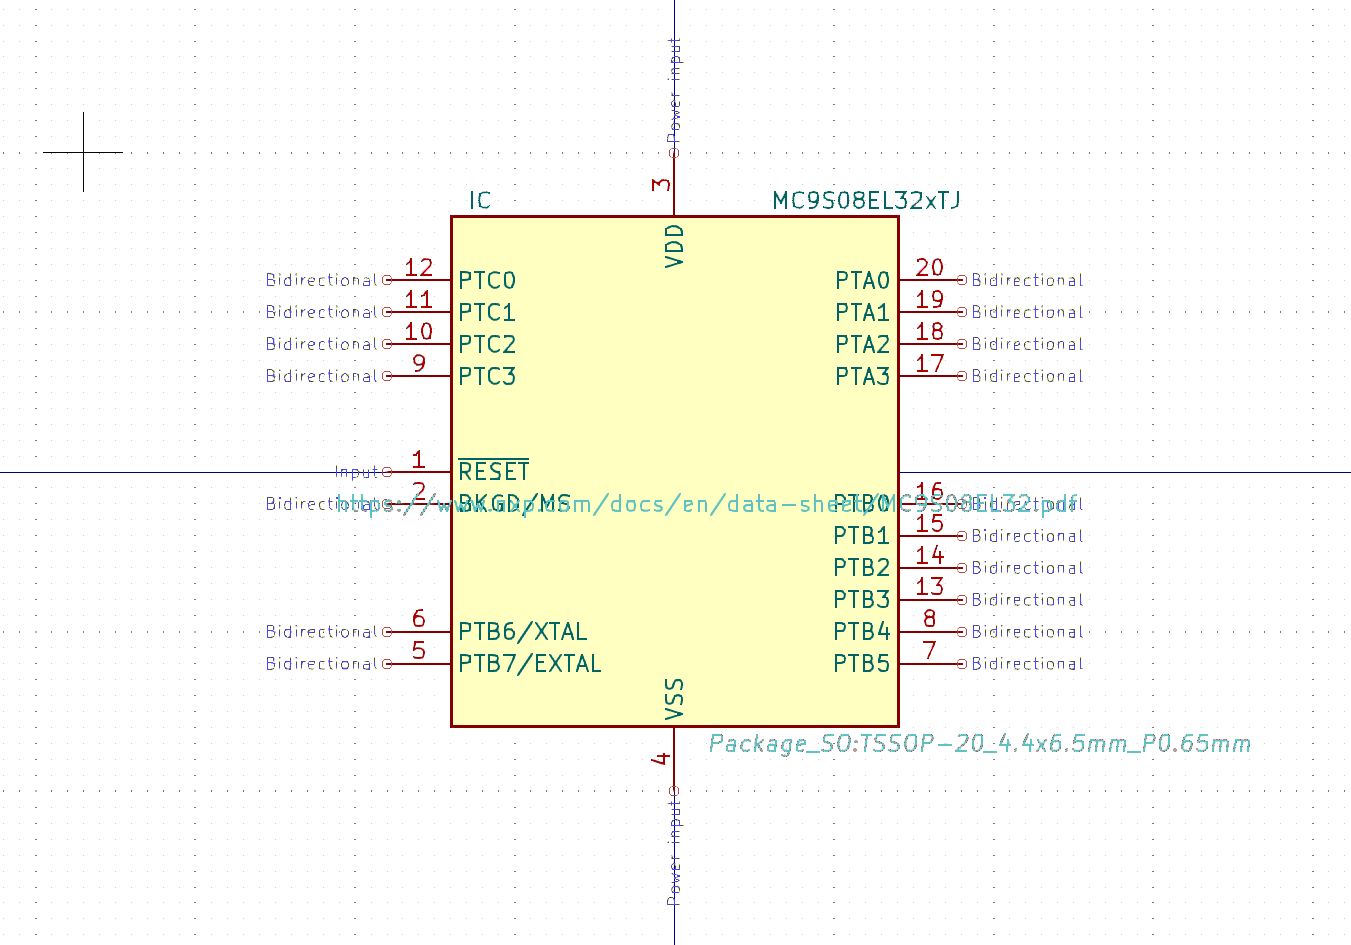 Power input
3
IC MC9S08EL32xTJ
VDD
Bidirectional 12 PTC0 PTA0 20 Bidirectional
Bidirectional 11 PTC1 PTA1 19 Bidirectional
Bidirectional 10 PTC2 PTA2 18 Bidirectional
Bidirectional 9 PTC3 PTA3 17 Bidirectional
Input 1 RESET
Bidirectional 2 BKGD/MS PTB0 16 Bidirectional
https://www.nxp.com/docs/en/data-sheet/MC9S08EL32.pdf
PTB1 15 Bidirectional
PTB2 14 Bidirectional
PTB3 13 Bidirectional
Bidirectional 6 PTB6/XTAL PTB4 8 Bidirectional
Bidirectional 5 PTB7/EXTAL PTB5 7 Bidirectional
VSS
Package_SO:TSSOP-20_4.4x6.5mm_P0.65mm
4
Power input